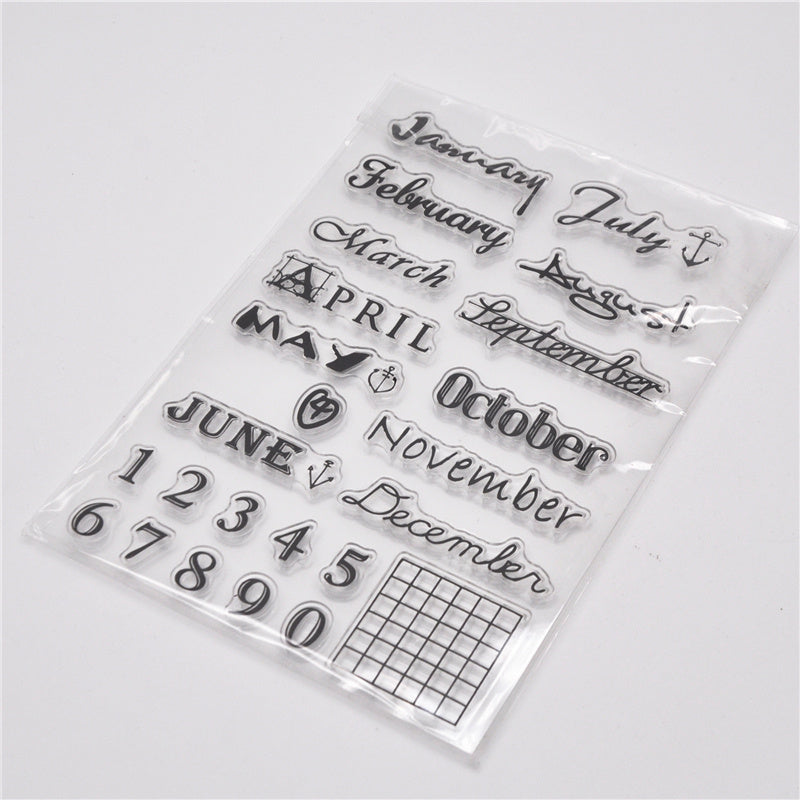 January
February
March
APRIL
MAY
JUNE
July
August
September
October
November
December
1 2 3 4 5
6 7 8 9 0